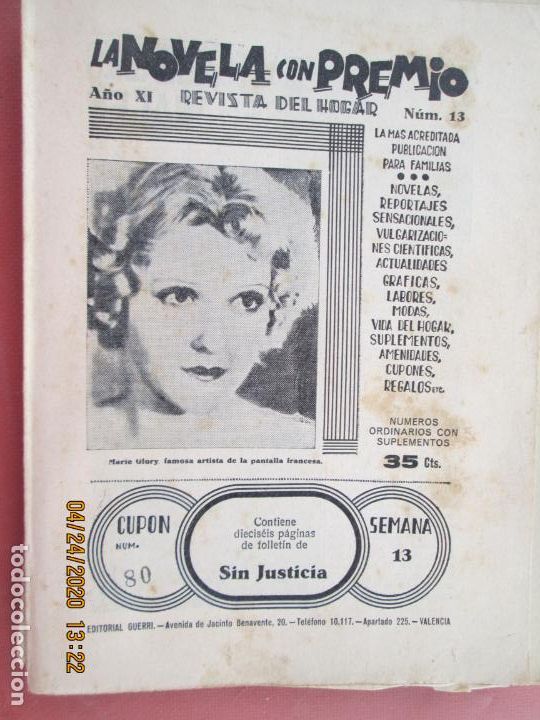 LA NOVELA CON PREMIO
Año XI REVISTA DEL HOGAR Núm. 13
LA MAS ACREDITADA
PUBLICACION
PARA FAMILIAS
•••
NOVELAS,
REPORTAJES
SENSACIONALES,
VULGARIZACIO-
NES CIENTIFICAS,
ACTUALIDADES
GRAFICAS,
LABORES,
MODAS,
VIDA DEL HOGAR,
SUPLEMENTOS,
AMENIDADES,
CUPONES,
REGALOS ETC.
NUMEROS
ORDINARIOS CON
SUPLEMENTOS
35 Cts.
Marie Glory famosa artista de la pantalla francesa.
CUPON
NUM.
80
Contiene
dieciséis páginas
de folletín de
Sin Justicia
SEMANA
13
EDITORIAL GUERRI. — Avenida de Jacinto Benavente, 20. — Teléfono 10.117. — Apartado 225. — VALENCIA
04/24/2020 13:22
todocoleccion.net